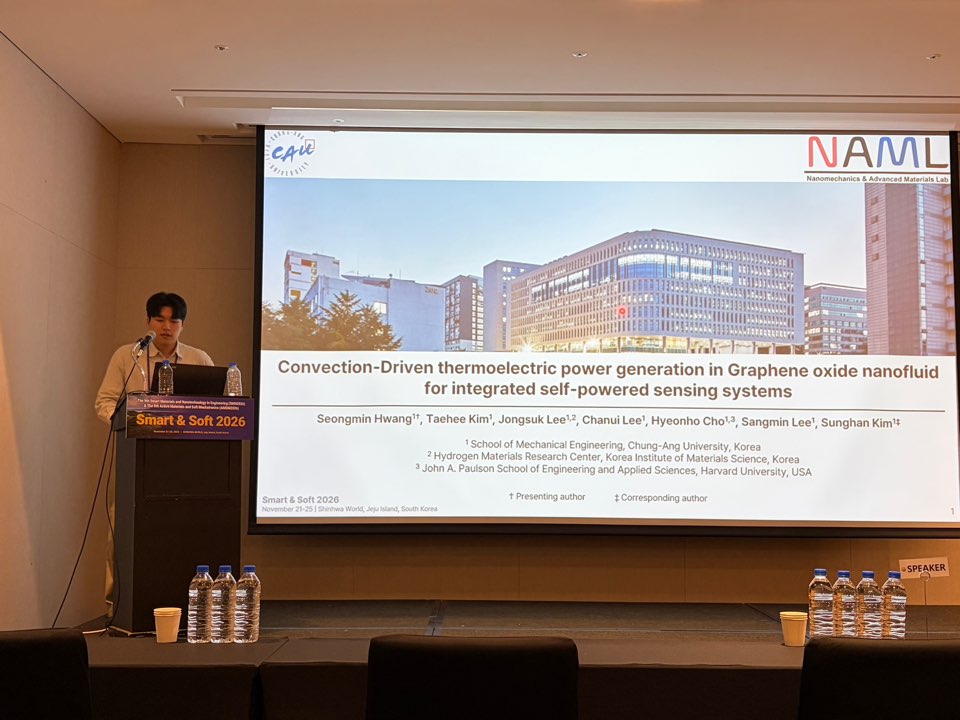 CAU
NAML
Nanomechanics & Advanced Materials Lab
Convection-Driven thermoelectric power generation in Graphene oxide nanofluid
for integrated self-powered sensing systems
Seongmin Hwang¹†, Taehee Kim¹, Jongsuk Lee¹,², Chanui Lee¹, Hyeonho Cho¹,³, Sangmin Lee¹, Sunghan Kim¹‡
¹ School of Mechanical Engineering, Chung-Ang University, Korea
² Hydrogen Materials Research Center, Korea Institute of Materials Science, Korea
³ John A. Paulson School of Engineering and Applied Sciences, Harvard University, USA
† Presenting author ‡ Corresponding author
Smart & Soft 2026
November 21-25 | Shinhwa World, Jeju Island, South Korea
1
Smart & Soft 2026
SPEAKER